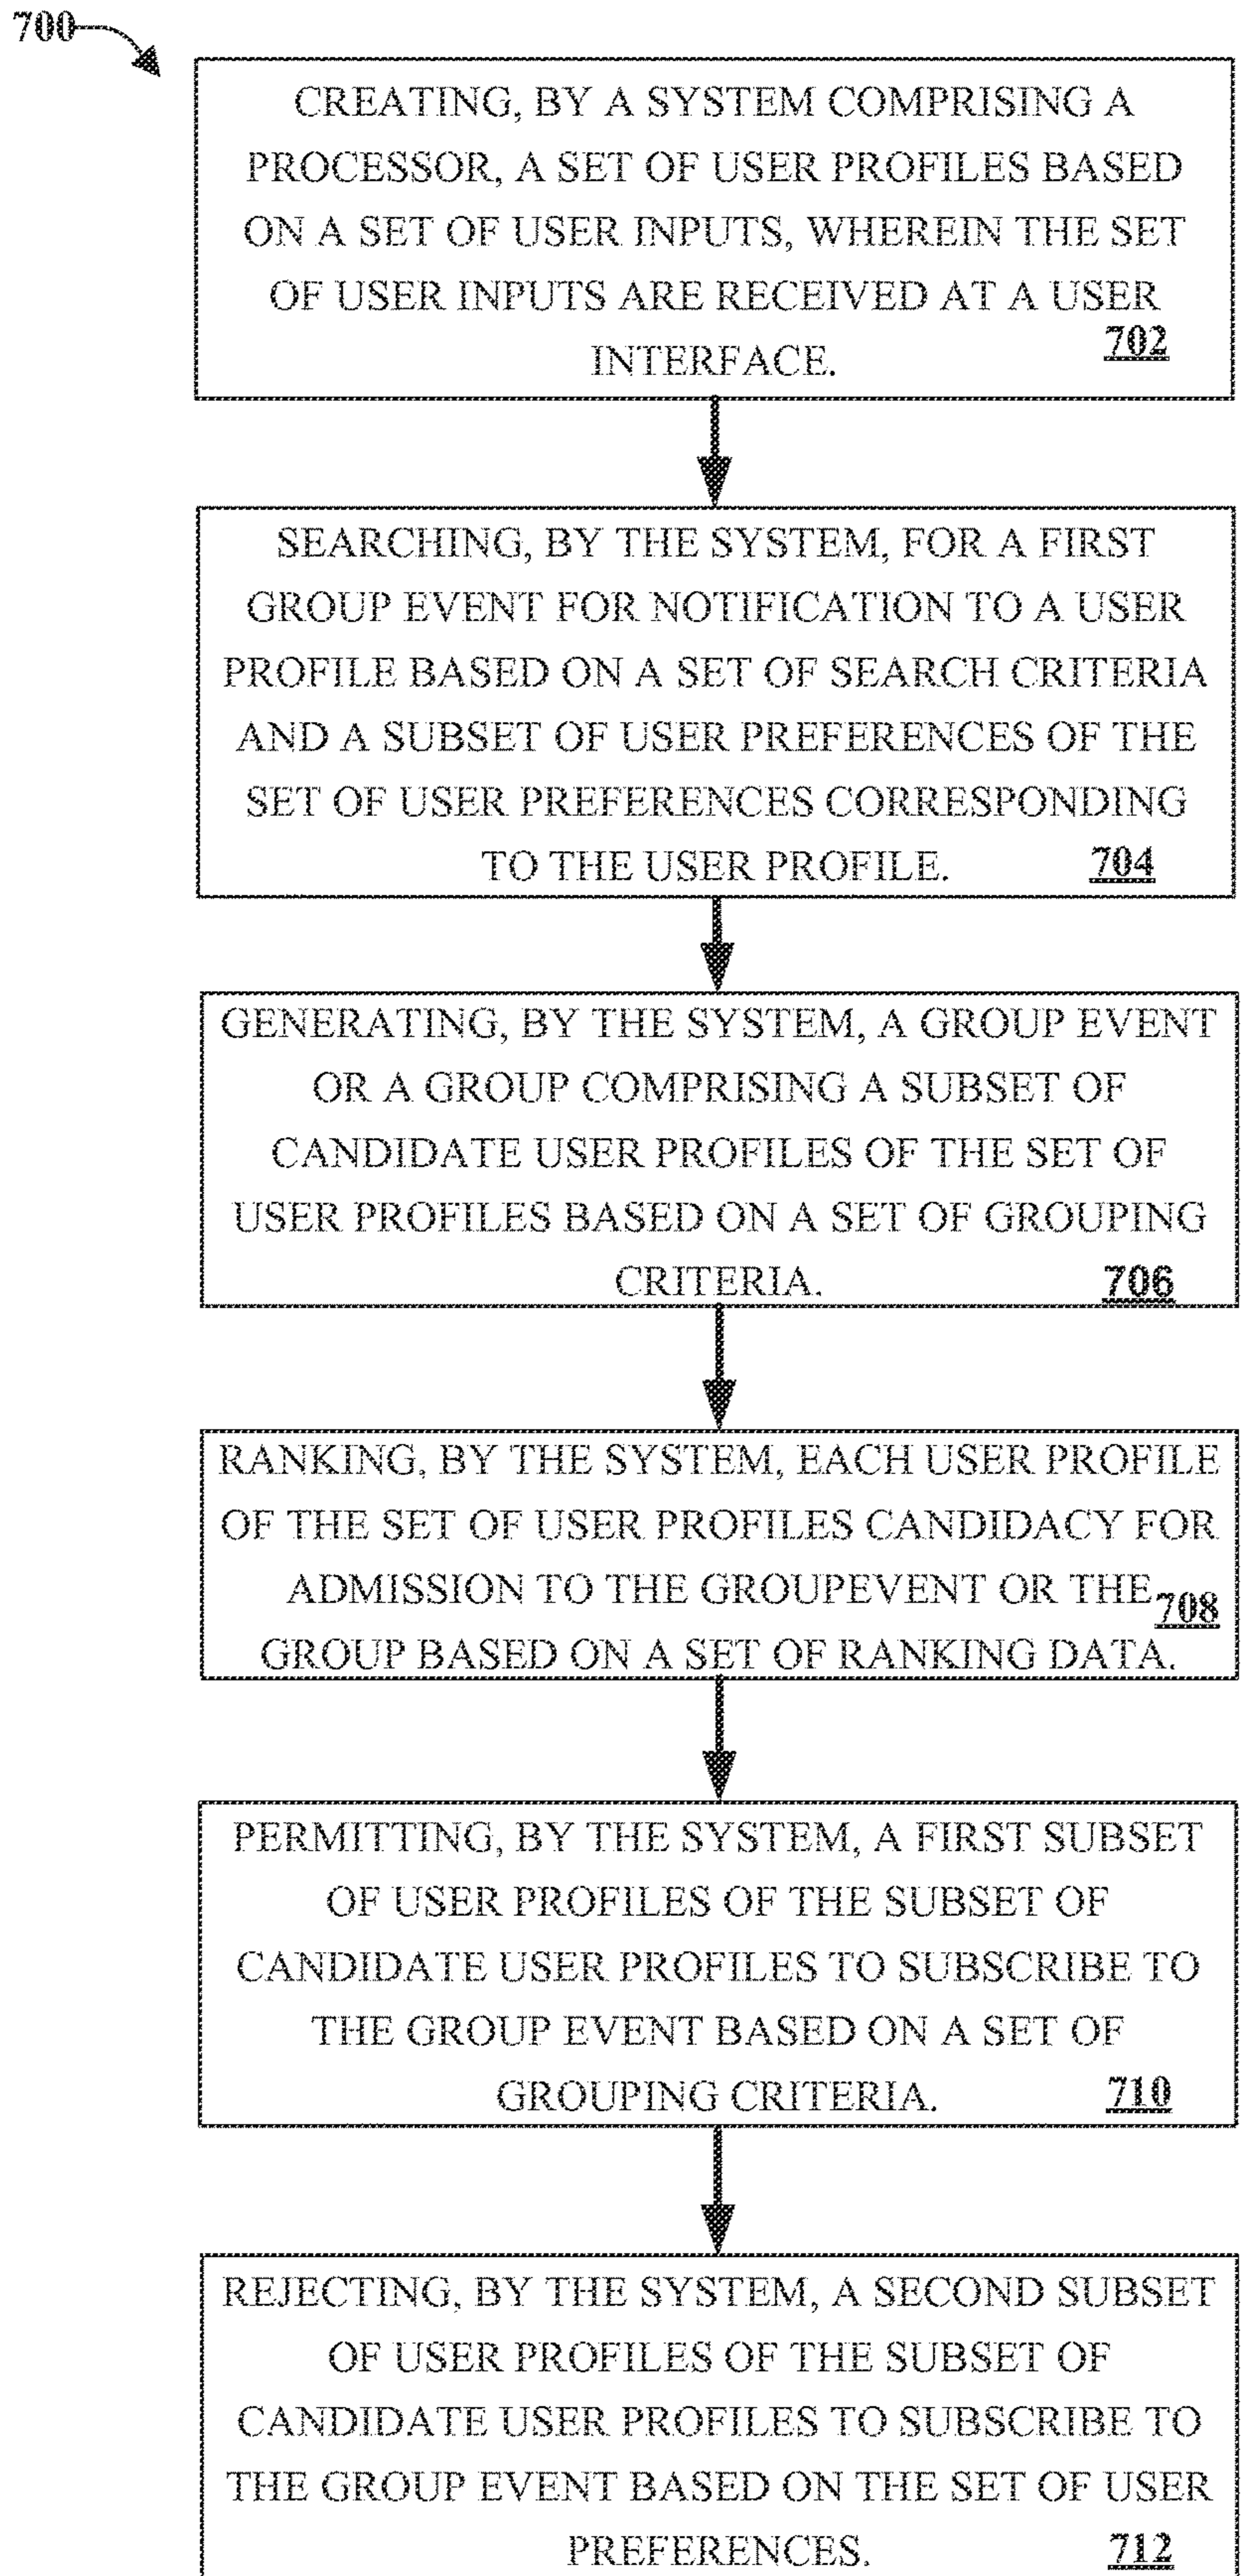 700
CREATING, BY A SYSTEM COMPRISING A
PROCESSOR, A SET OF USER PROFILES BASED
ON A SET OF USER INPUTS, WHEREIN THE SET
OF USER INPUTS ARE RECEIVED AT A USER
INTERFACE.
702
SEARCHING, BY THE SYSTEM, FOR A FIRST
GROUP EVENT FOR NOTIFICATION TO A USER
PROFILE BASED ON A SET OF SEARCH CRITERIA
AND A SUBSET OF USER PREFERENCES OF THE
SET OF USER PREFERENCES CORRESPONDING
TO THE USER PROFILE.
704
GENERATING, BY THE SYSTEM, A GROUP EVENT
OR A GROUP COMPRISING A SUBSET OF
CANDIDATE USER PROFILES OF THE SET OF
USER PROFILES BASED ON A SET OF GROUPING
CRITERIA.
706
RANKING, BY THE SYSTEM, EACH USER PROFILE
OF THE SET OF USER PROFILES CANDIDACY FOR
ADMISSION TO THE GROUPEVENT OR THE
708
GROUP BASED ON A SET OF RANKING DATA.
PERMITTING, BY THE SYSTEM, A FIRST SUBSET
OF USER PROFILES OF THE SUBSET OF
CANDIDATE USER PROFILES TO SUBSCRIBE TO
THE GROUP EVENT BASED ON A SET OF
GROUPING CRITERIA.
710
REJECTING, BY THE SYSTEM, A SECOND SUBSET
OF USER PROFILES OF THE SUBSET OF
CANDIDATE USER PROFILES TO SUBSCRIBE TO
THE GROUP EVENT BASED ON THE SET OF USER
PREFERENCES.
712